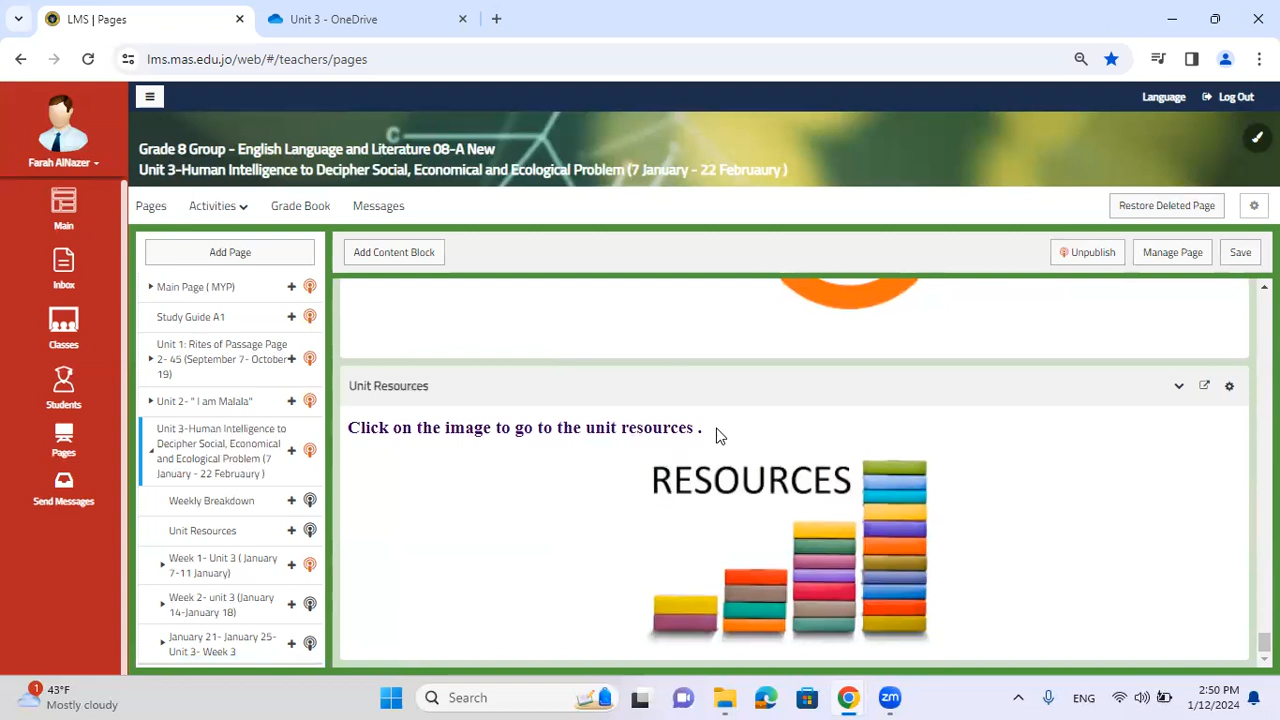 LMS | Pages
Unit 3 - OneDrive
lms.mas.edu.jo/web/#/teachers/pages
Language
Log Out
Farah AlNazer
Grade 8 Group - English Language and Literature 08-A New
Unit 3-Human Intelligence to Decipher Social, Economical and Ecological Problem (7 January - 22 Februaury )
Pages
Activities
Grade Book
Messages
Restore Deleted Page
Main
Inbox
Classes
Students
Pages
Send Messages
Add Page
Main Page ( MYP)
Study Guide A1
Unit 1: Rites of Passage Page
2- 45 (September 7- October
19)
Unit 2- " I am Malala"
Unit 3-Human Intelligence to
Decipher Social, Economical
and Ecological Problem (7
January - 22 Februaury )
Weekly Breakdown
Unit Resources
Week 1- Unit 3 ( January
7-11 January)
Week 2- unit 3 (January
14-January 18)
January 21- January 25-
Unit 3- Week 3
Add Content Block
Unpublish
Manage Page
Save
Unit Resources
Click on the image to go to the unit resources .
RESOURCES
1
43°F
Mostly cloudy
Search
ENG
2:50 PM
1/12/2024